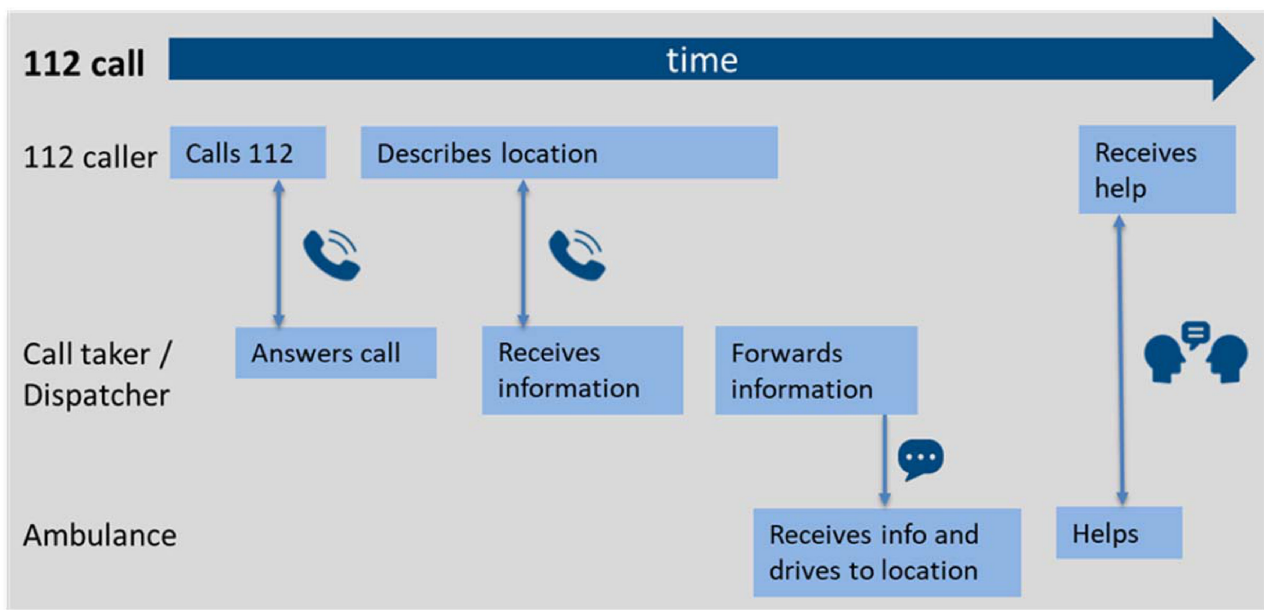 112 call
time
112 caller
Calls 112
Describes location
Receives
help
Call taker /
Dispatcher
Answers call
Receives
information
Forwards
information
Ambulance
Receives info and
drives to location
Helps